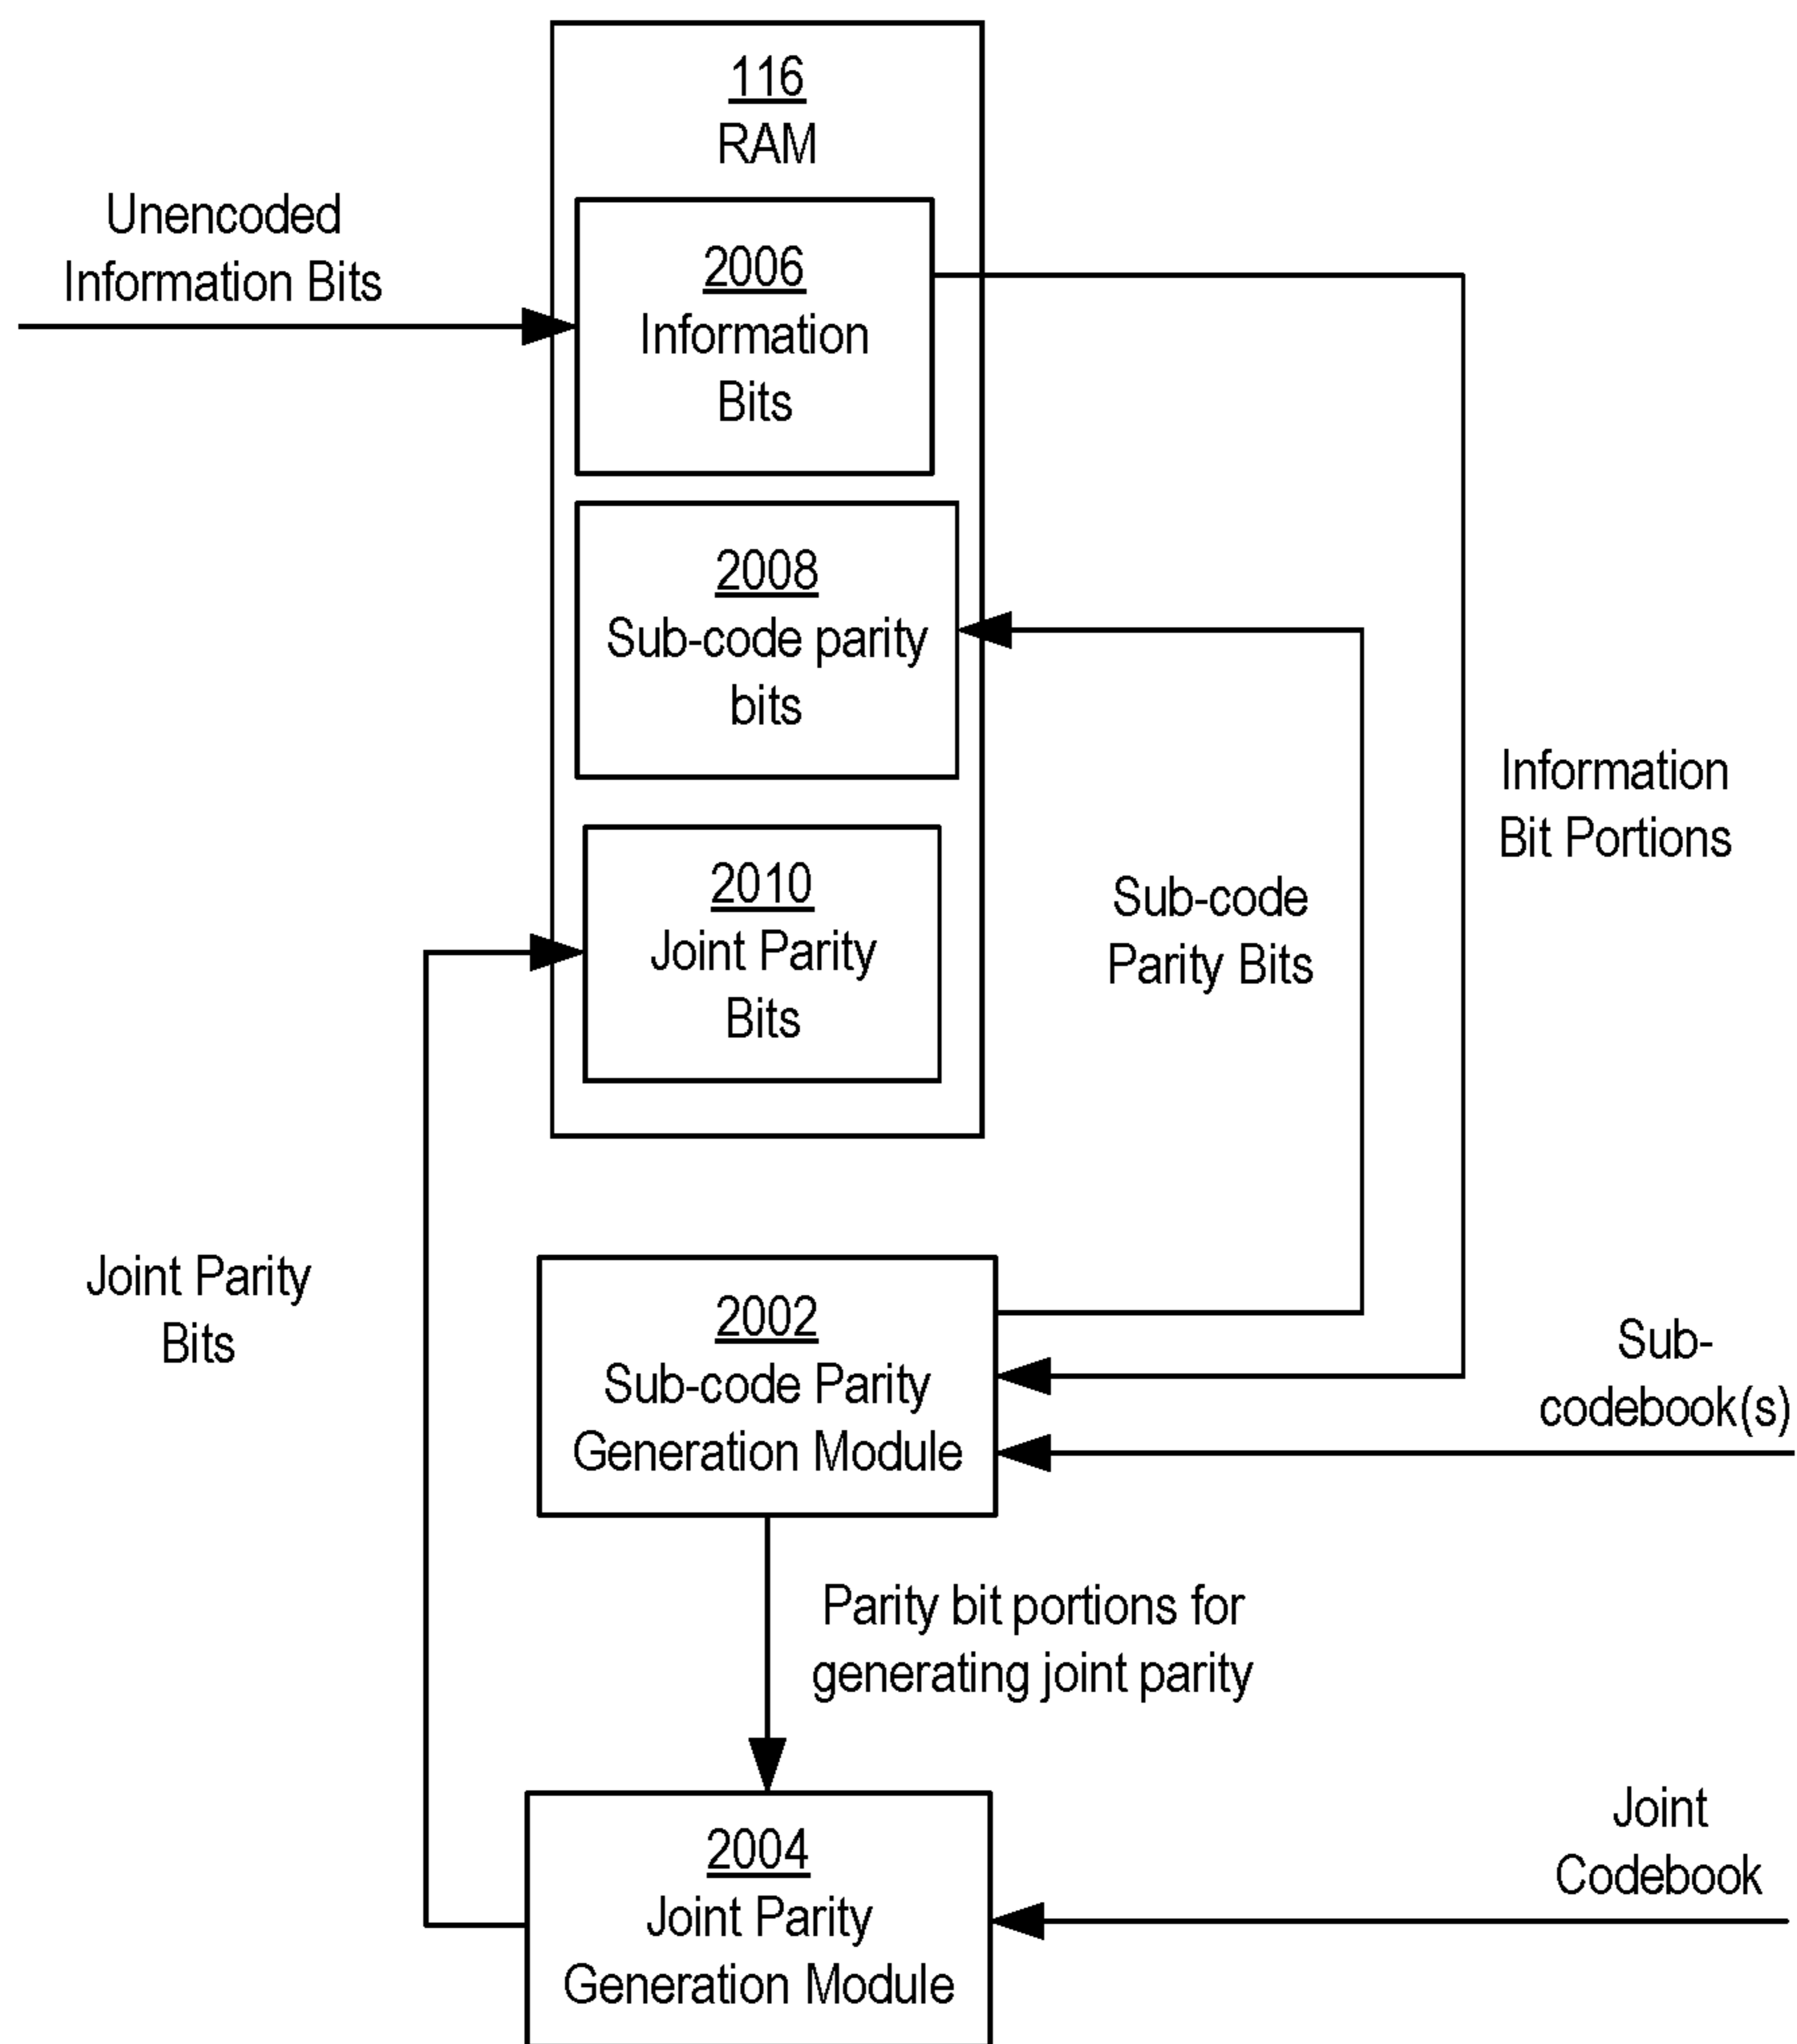 116
RAM
Unencoded
Information Bits
2006
Information
Bits
2008
Sub-code parity
bits
Information
Bit Portions
2010
Joint Parity
Bits
Sub-code
Parity Bits
Joint Parity
Bits
2002
Sub-code Parity
Generation Module
Sub-
codebook(s)
Parity bit portions for
generating joint parity
2004
Joint Parity
Generation Module
Joint
Codebook